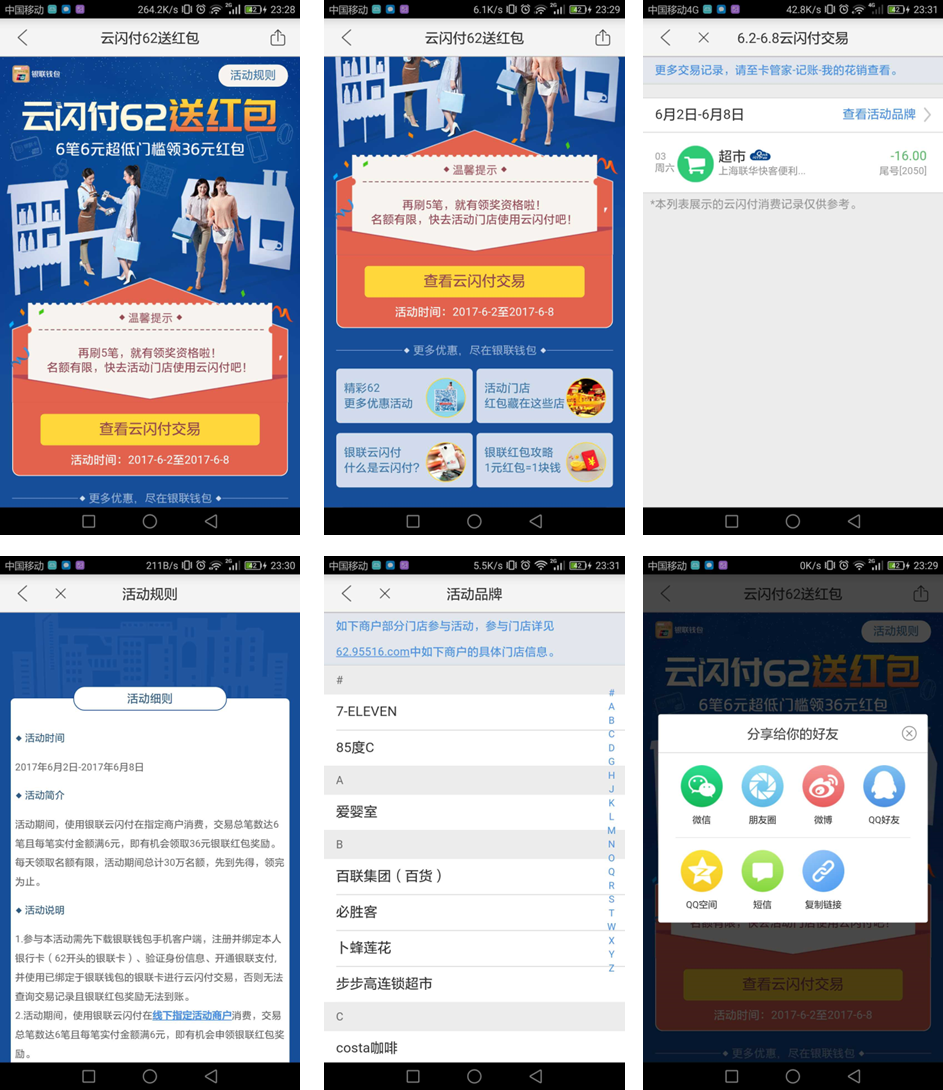 中国移动 264.2K/s 2G 42 23:28
云闪付62送红包
银联钱包 活动规则
云闪付62送红包
6笔6元超低门槛领36元红包
温馨提示
再刷5笔，就有领奖资格啦！
名额有限，快去活动门店使用云闪付吧！
查看云闪付交易
活动时间：2017-6-2至2017-6-8
更多优惠，尽在银联钱包
中国移动 6.1K/s 2G 42 23:29
云闪付62送红包
温馨提示
再刷5笔，就有领奖资格啦！
名额有限，快去活动门店使用云闪付吧！
查看云闪付交易
活动时间：2017-6-2至2017-6-8
更多优惠，尽在银联钱包
精彩62
更多优惠活动
活动门店
红包藏在这些店
银联云闪付
什么是云闪付?
银联红包攻略
1元红包=1块钱
中国移动4G 42.8K/s 4G 42 23:31
6.2-6.8云闪付交易
更多交易记录，请至卡管家-记账-我的花销查看。
6月2日-6月8日 查看活动品牌
03 超市 -16.00
周六 上海联华快客便利... 尾号[2050]
*本列表展示的云闪付消费记录仅供参考。
中国移动 211B/s 2G 42 23:30
活动规则
活动细则
活动时间
2017年6月2日-2017年6月8日
活动简介
活动期间，使用银联云闪付在指定商户消费，交易总笔数达6
笔且每笔实付金额满6元，即有机会领取36元银联红包奖励。
每天领取名额有限，活动期间总计30万名额，先到先得，领完
为止。
活动说明
1.参与本活动需先下载银联钱包手机客户端，注册并绑定本人
银行卡（62开头的银联卡）、验证身份信息、开通银联支付，
并使用已绑定于银联钱包的银联卡进行云闪付交易，否则无法
查询交易记录且银联红包奖励无法到账。
2.活动期间，使用银联云闪付在线下指定活动商户消费，交易
总笔数达6笔且每笔实付金额满6元，即有机会申领银联红包奖
励。
中国移动 5.5K/s 2G 42 23:31
活动品牌
如下商户部分门店参与活动，参与门店详见
62.95516.com中如下商户的具体门店信息。
#
7-ELEVEN
85度C
A
爱婴室
B
百联集团（百货）
必胜客
卜蜂莲花
步步高连锁超市
C
costa咖啡
#
A
B
C
D
G
H
J
K
L
M
N
O
Q
R
S
T
W
X
Y
Z
中国移动 0K/s 2G 42 23:29
云闪付62送红包
银联钱包 活动规则
云闪付62送红包
6笔6元超低门槛领36元红包
分享给你的好友
微信 朋友圈 微博 QQ好友
QQ空间 短信 复制链接
名额有限，快去活动门店使用云闪付吧！
查看云闪付交易
活动时间：2017-6-2至2017-6-8
更多优惠，尽在银联钱包